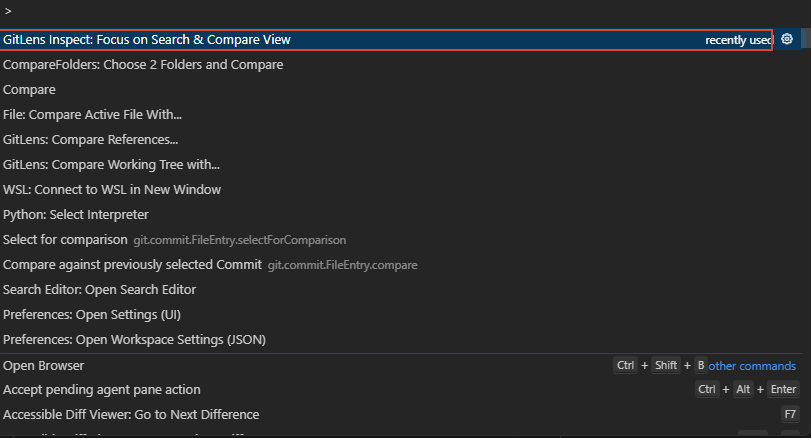 >
GitLens Inspect: Focus on Search & Compare View recently used
CompareFolders: Choose 2 Folders and Compare
Compare
File: Compare Active File With...
GitLens: Compare References...
GitLens: Compare Working Tree with...
WSL: Connect to WSL in New Window
Python: Select Interpreter
Select for comparison git.commit.FileEntry.selectForComparison
Compare against previously selected Commit git.commit.FileEntry.compare
Search Editor: Open Search Editor
Preferences: Open Settings (UI)
Preferences: Open Workspace Settings (JSON)
Open Browser Ctrl + Shift + B other commands
Accept pending agent pane action Ctrl + Alt + Enter
Accessible Diff Viewer: Go to Next Difference F7